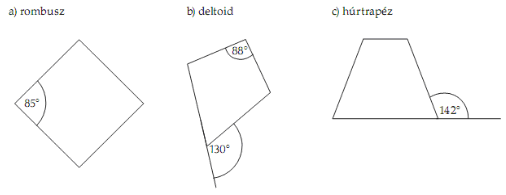 a) rombusz b) deltoid c) húrtrapéz
88°
85°
142°
130°